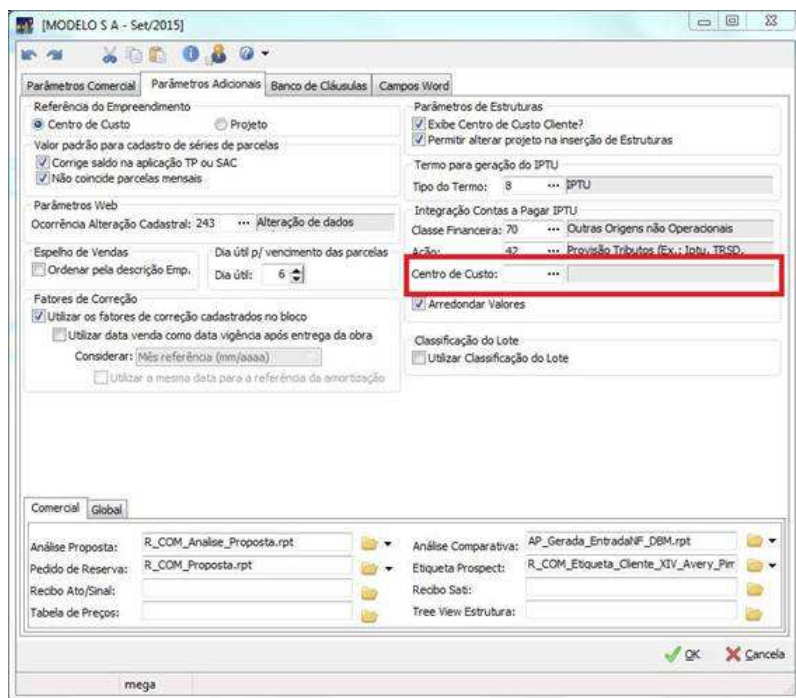 [MODELO S A - Set/2015]
Parâmetros Comercial Parâmetros Adicionais Banco de Cláusulas Campos Word
Referência do Empreendimento
Centro de Custo Projeto
Valor padrão para cadastro de séries de parcelas
Corrige saldo na aplicação TP ou SAC
Não coincide parcelas mensais
Parâmetros Web
Ocorrência Alteração Cadastral: 243 ... Alteração de dados
Espelho de Vendas
Ordenar pela descrição Emp.
Dia útil p/ vencimento das parcelas
Dia útil: 6
Fatores de Correção
Utilizar os fatores de correção cadastrados no bloco
Utilizar data venda como data vigência após entrega da obra
Considerar: Mês referência (mm/aaaa)
Utilizar a mesma data para a referência da amortização
Parâmetros de Estruturas
Exibe Centro de Custo Cliente?
Permitir alterar projeto na inserção de Estruturas
Termo para geração do IPTU
Tipo do Termo: 8 ... IPTU
Integração Contas a Pagar IPTU
Classe Financeira: 70 ... Outras Origens não Operacionais
Ação: 42 ... Provisão Tributos (Ex.: Iptu, TRSD,
Centro de Custo: ...
Arredondar Valores
Classificação do Lote
Utilizar Classificação do Lote
Comercial Global
Análise Proposta: R_COM_Analise_Proposta.rpt
Pedido de Reserva: R_COM_Proposta.rpt
Recibo Ato/Sinal:
Tabela de Preços:
Análise Comparativa: AP_Gerada_EntradaNF_DBM.rpt
Etiqueta Prospect: R_COM_Etiqueta_Cliente_XIV_Avery_Pim
Recibo Sati:
Tree View Estrutura:
OK Cancela
mega